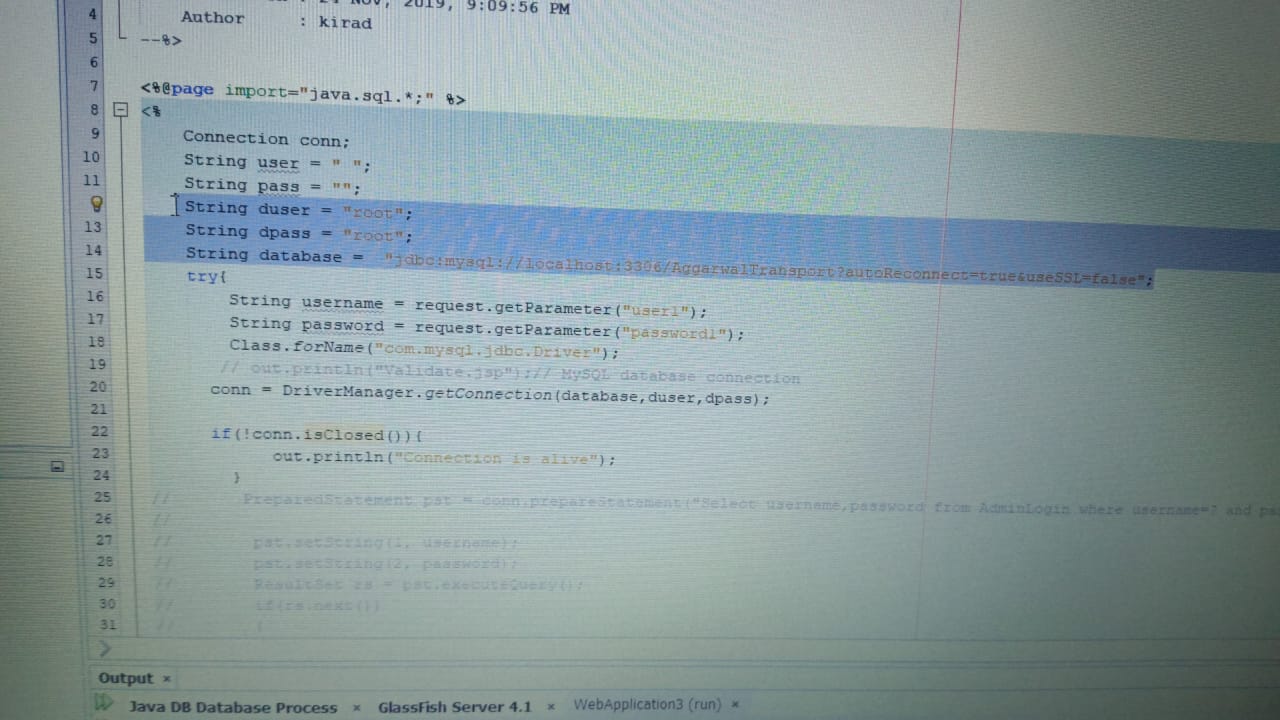 4 NOV, 2019, 9:09:56 PM
5 Author : kirad
--%>
6
7 <%@page import="java.sql.*;" %>
8 <%
9 Connection conn;
10 String user = " ";
11 String pass = "";
String duser = "root";
13 String dpass = "root";
14 String database = "jdbc:mysql://localhost:3306/AggarwalTransport?autoReconnect=true&useSSL=false";
15 try{
16 String username = request.getParameter("user1");
17 String password = request.getParameter("password1");
18 Class.forName("com.mysql.jdbc.Driver");
19 // out.println("Validate.jsp");// MySQL database connection
20 conn = DriverManager.getConnection(database,duser,dpass);
21
22 if(!conn.isClosed()){
23 out.println("Connection is alive");
24 }
25 // PreparedStatement pst = conn.prepareStatement("Select username,password from AdminLogin where username=? and pa
26 //
27 // pst.setString(1, username);
28 // pst.setString(2, password);
29 // ResultSet rs = pst.executeQuery();
30 // if(rs.next())
31 // {
Output ×
Java DB Database Process × GlassFish Server 4.1 × WebApplication3 (run) ×